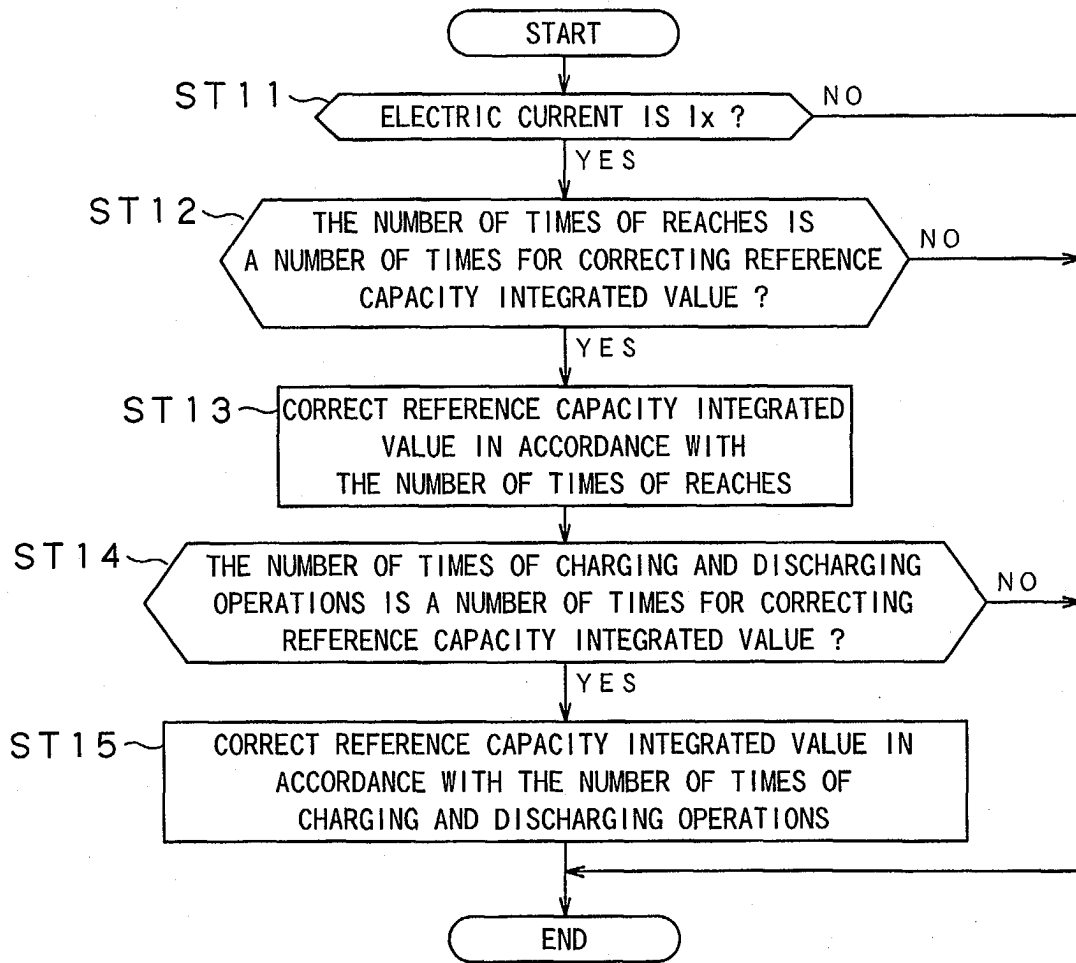 START
ST11
ELECTRIC CURRENT IS Ix ?
NO
YES
ST12
THE NUMBER OF TIMES OF REACHES IS
A NUMBER OF TIMES FOR CORRECTING REFERENCE
CAPACITY INTEGRATED VALUE ?
NO
YES
ST13
CORRECT REFERENCE CAPACITY INTEGRATED
VALUE IN ACCORDANCE WITH
THE NUMBER OF TIMES OF REACHES
ST14
THE NUMBER OF TIMES OF CHARGING AND DISCHARGING
OPERATIONS IS A NUMBER OF TIMES FOR CORRECTING
REFERENCE CAPACITY INTEGRATED VALUE ?
NO
YES
ST15
CORRECT REFERENCE CAPACITY INTEGRATED VALUE IN
ACCORDANCE WITH THE NUMBER OF TIMES OF
CHARGING AND DISCHARGING OPERATIONS
END